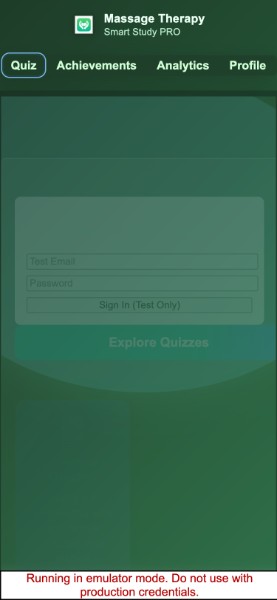 Massage Therapy
Smart Study PRO
Quiz Achievements Analytics Profile
Test Email
Password
Sign In (Test Only)
Explore Quizzes
Running in emulator mode. Do not use with
production credentials.